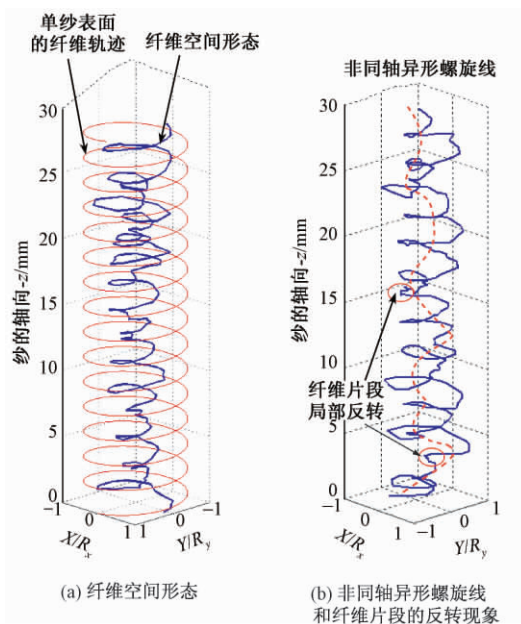 单纱表面
的纤维轨迹
纤维空间形态
30
25
20
15
10
5
0
纱的轴向-z/mm
-1
0
1
X/Rx
1
0
-1
Y/Ry
(a) 纤维空间形态
非同轴异形螺旋线
30
25
20
15
10
5
0
纱的轴向-z/mm
纤维片段
局部反转
-1
0
1
X/Rx
-1
0
1
Y/Ry
(b) 非同轴异形螺旋线
和纤维片段的反转现象